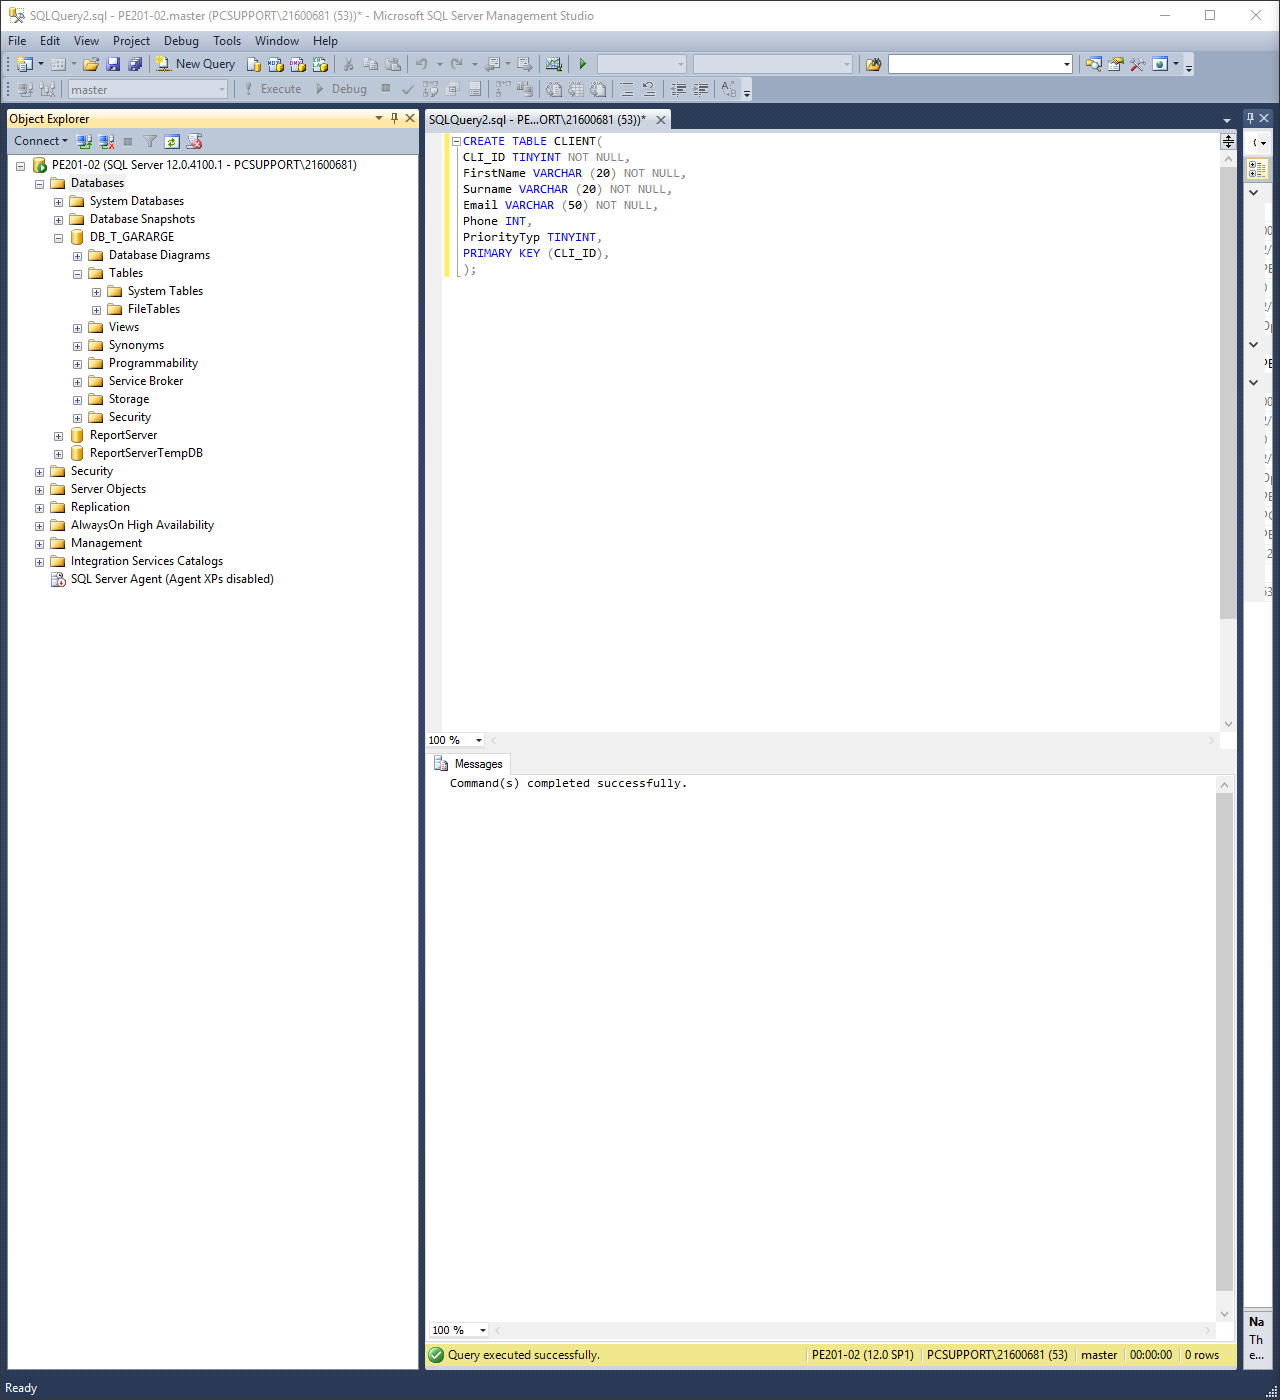 SQLQuery2.sql - PE201-02.master (PCSUPPORT\21600681 (53))* - Microsoft SQL Server Management Studio
File Edit View Project Debug Tools Window Help
New Query
master Execute Debug
Object Explorer
Connect
PE201-02 (SQL Server 12.0.4100.1 - PCSUPPORT\21600681)
Databases
System Databases
Database Snapshots
DB_T_GARARGE
Database Diagrams
Tables
System Tables
FileTables
Views
Synonyms
Programmability
Service Broker
Storage
Security
ReportServer
ReportServerTempDB
Security
Server Objects
Replication
AlwaysOn High Availability
Management
Integration Services Catalogs
SQL Server Agent (Agent XPs disabled)
SQLQuery2.sql - PE...ORT\21600681 (53))*
CREATE TABLE CLIENT(
CLI_ID TINYINT NOT NULL,
FirstName VARCHAR (20) NOT NULL,
Surname VARCHAR (20) NOT NULL,
Email VARCHAR (50) NOT NULL,
Phone INT,
PriorityTyp TINYINT,
PRIMARY KEY (CLI_ID),
);
100 %
Messages
Command(s) completed successfully.
100 %
Query executed successfully. PE201-02 (12.0 SP1) PCSUPPORT\21600681 (53) master 00:00:00 0 rows
Na
Th
e...
Ready